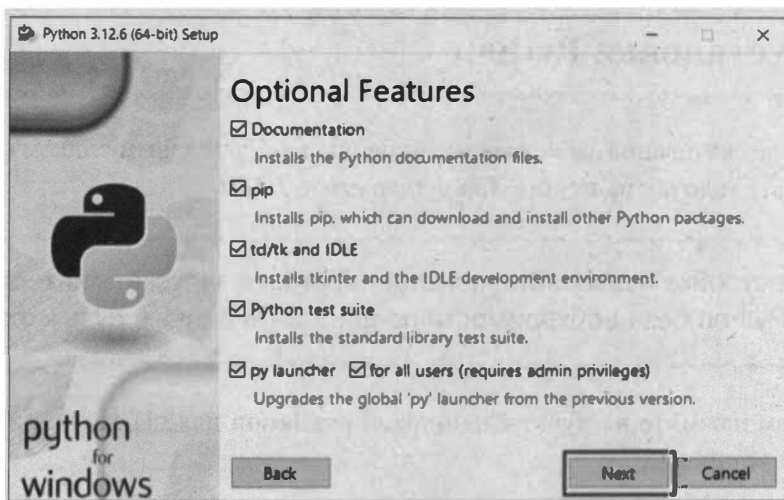 Python 3.12.6 (64-bit) Setup
Optional Features
Documentation
Installs the Python documentation files.
pip
Installs pip. which can download and install other Python packages.
td/tk and IDLE
Installs tkinter and the IDLE development environment.
Python test suite
Installs the standard library test suite.
py launcher for all users (requires admin privileges)
Upgrades the global 'py' launcher from the previous version.
python
for
windows
Back Next Cancel